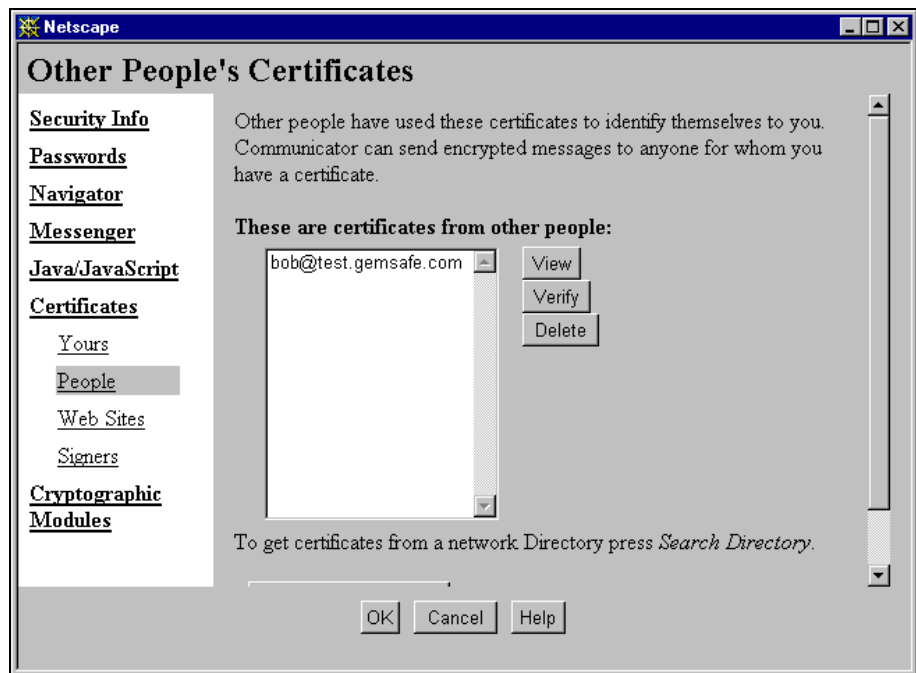 Netscape
Other People's Certificates
Security Info
Passwords
Navigator
Messenger
Java/JavaScript
Certificates
Yours
People
Web Sites
Signers
Cryptographic
Modules
Other people have used these certificates to identify themselves to you.
Communicator can send encrypted messages to anyone for whom you
have a certificate.
These are certificates from other people:
bob@test.gemsafe.com
View
Verify
Delete
To get certificates from a network Directory press Search Directory.
OK
Cancel
Help